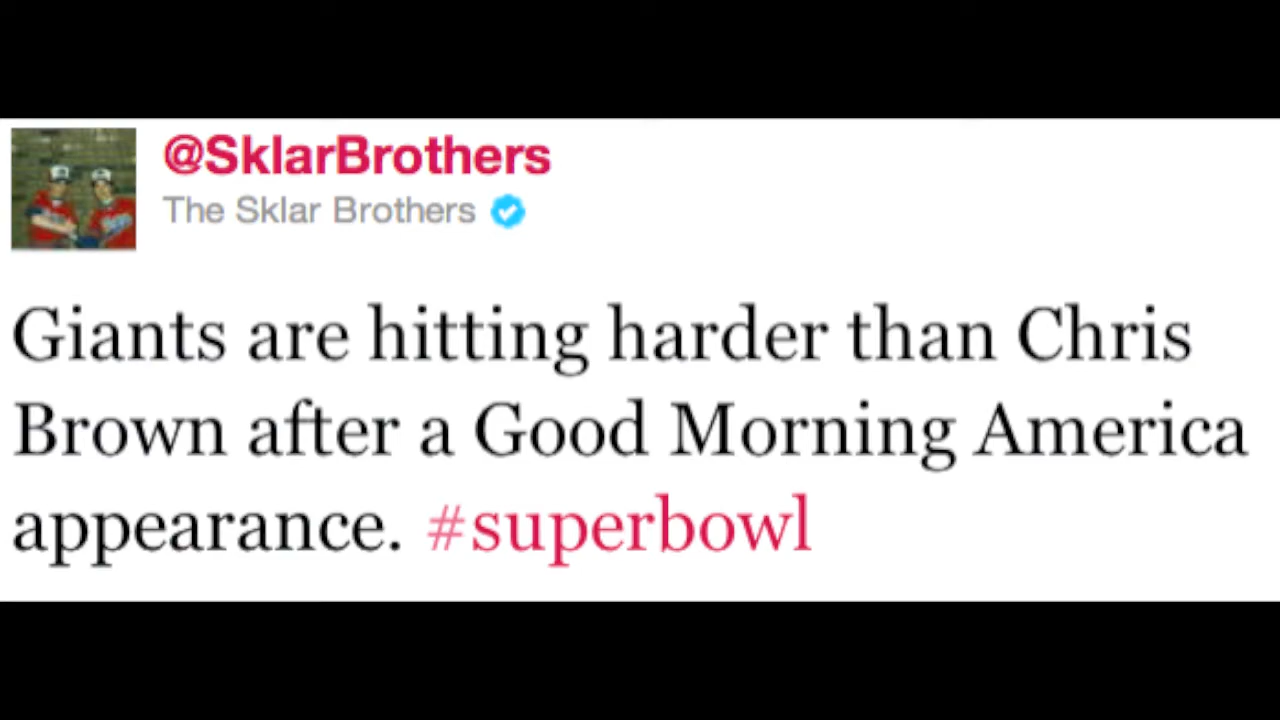 @SklarBrothers
The Sklar Brothers
Giants are hitting harder than Chris
Brown after a Good Morning America
appearance. #superbowl